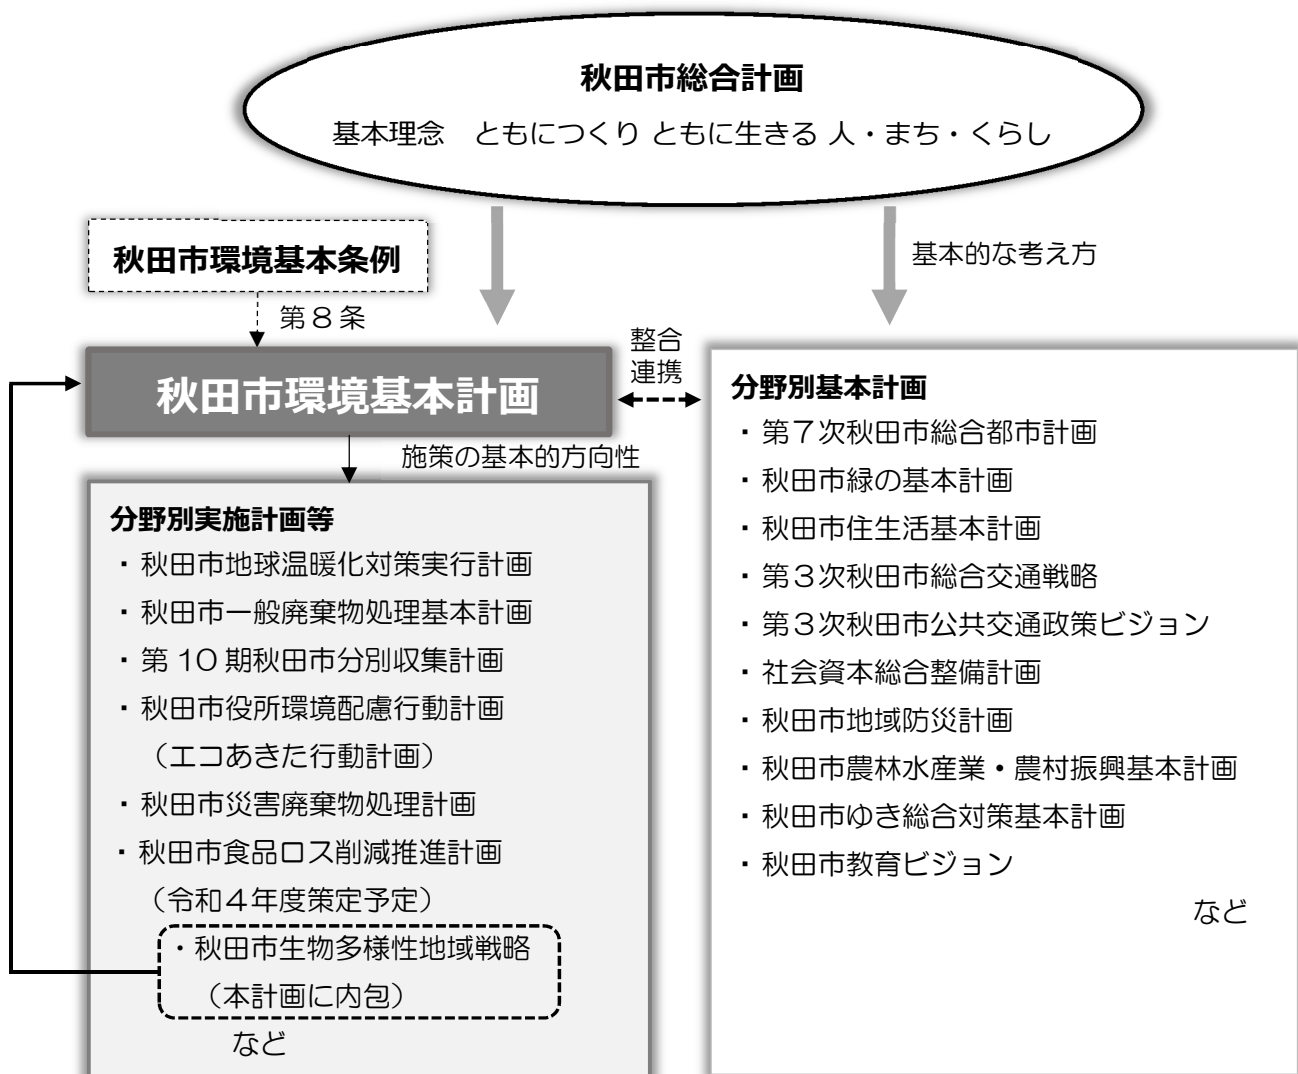 秋田市総合計画
基本理念　ともにつくり ともに生きる 人・まち・くらし
基本的な考え方
秋田市環境基本条例
第８条
秋田市環境基本計画
整合
連携
施策の基本的方向性
分野別実施計画等
・秋田市地球温暖化対策実行計画
・秋田市一般廃棄物処理基本計画
・第 10 期秋田市分別収集計画
・秋田市役所環境配慮行動計画
（エコあきた行動計画）
・秋田市災害廃棄物処理計画
・秋田市食品ロス削減推進計画
（令和４年度策定予定）
・秋田市生物多様性地域戦略
（本計画に内包）
など
分野別基本計画
・第７次秋田市総合都市計画
・秋田市緑の基本計画
・秋田市住生活基本計画
・第３次秋田市総合交通戦略
・第３次秋田市公共交通政策ビジョン
・社会資本総合整備計画
・秋田市地域防災計画
・秋田市農林水産業・農村振興基本計画
・秋田市ゆき総合対策基本計画
・秋田市教育ビジョン
など